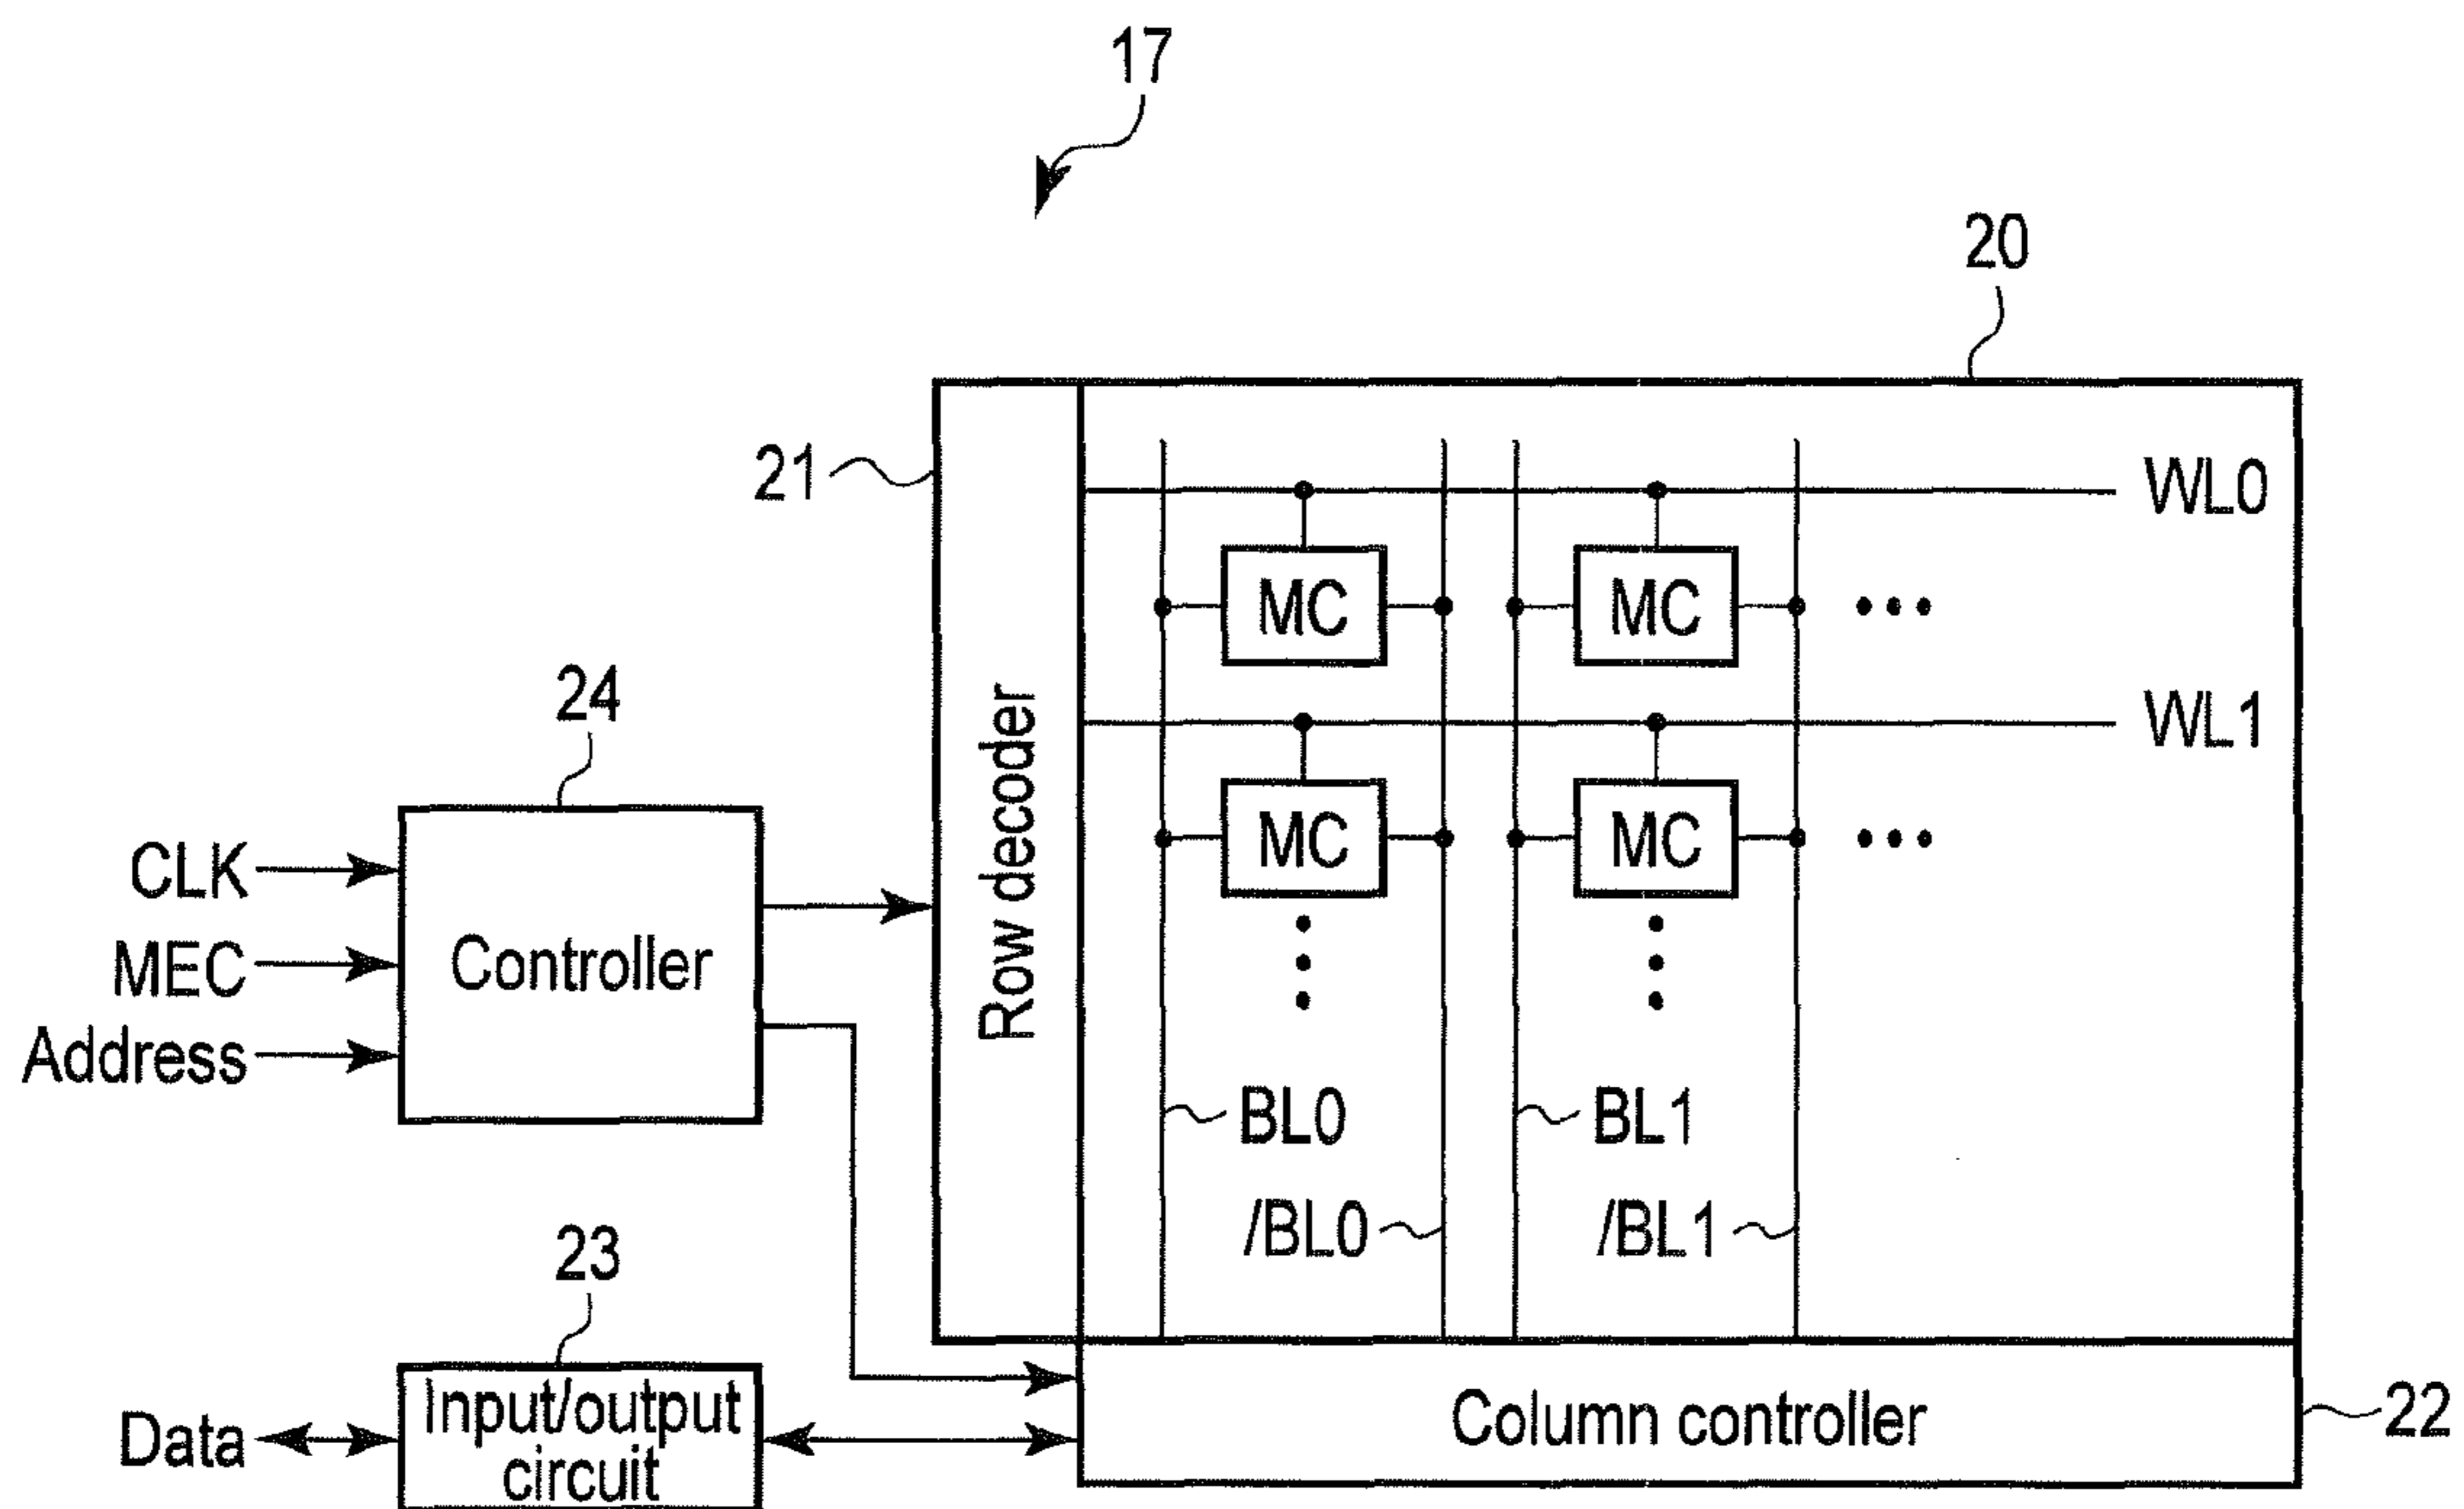 17
20
21
WL0
MC
MC
WL1
24
MC
MC
Row decoder
CLK
MEC
Address
Controller
BL0
BL1
/BL0
/BL1
23
Data
Input/output
circuit
Column controller
22